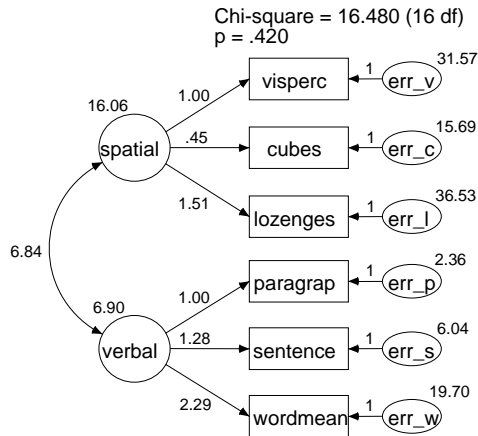 Chi-square = 16.480 (16 df)
p = .420
31.57
1.00
visperc
1
err_v
16.06
15.69
spatial
.45
cubes
1
err_c
36.53
1.51
lozenges
1
err_l
6.84
2.36
6.90
1.00
paragrap
1
err_p
6.04
verbal
1.28
sentence
1
err_s
19.70
2.29
wordmean
1
err_w